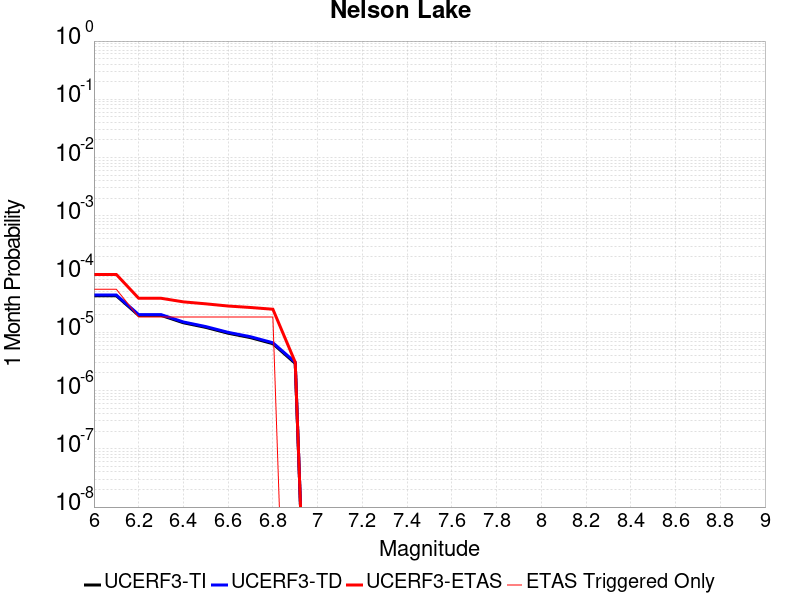 Nelson Lake
10^0
10^-1
10^-2
10^-3
10^-4
10^-5
10^-6
10^-7
10^-8
1 Month Probability
6 6.2 6.4 6.6 6.8 7 7.2 7.4 7.6 7.8 8 8.2 8.4 8.6 8.8 9
Magnitude
UCERF3-TI UCERF3-TD UCERF3-ETAS ETAS Triggered Only